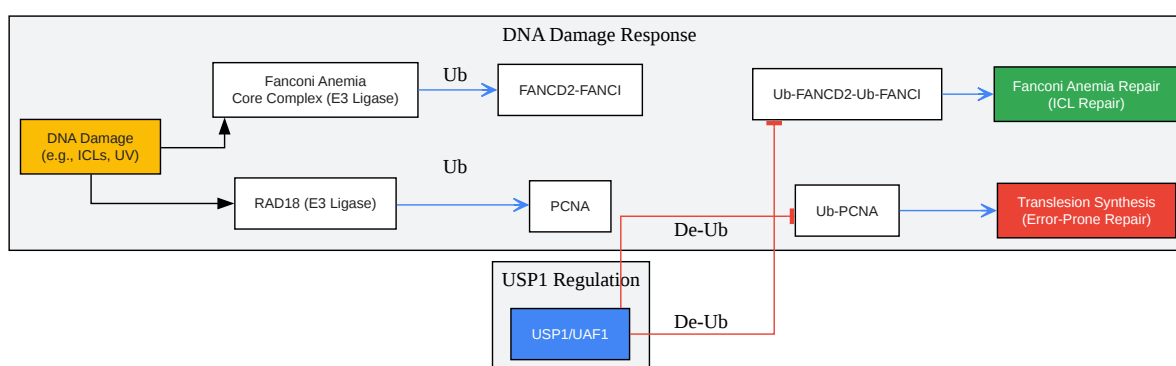 DNA Damage Response
Fanconi Anemia
Core Complex (E3 Ligase)
Ub
FANCD2-FANCI
Ub-FANCD2-Ub-FANCI
Fanconi Anemia Repair
(ICL Repair)
DNA Damage
(e.g., ICLs, UV)
Ub
RAD18 (E3 Ligase)
PCNA
Ub-PCNA
Translesion Synthesis
(Error-Prone Repair)
De-Ub
USP1 Regulation
USP1/UAF1
De-Ub